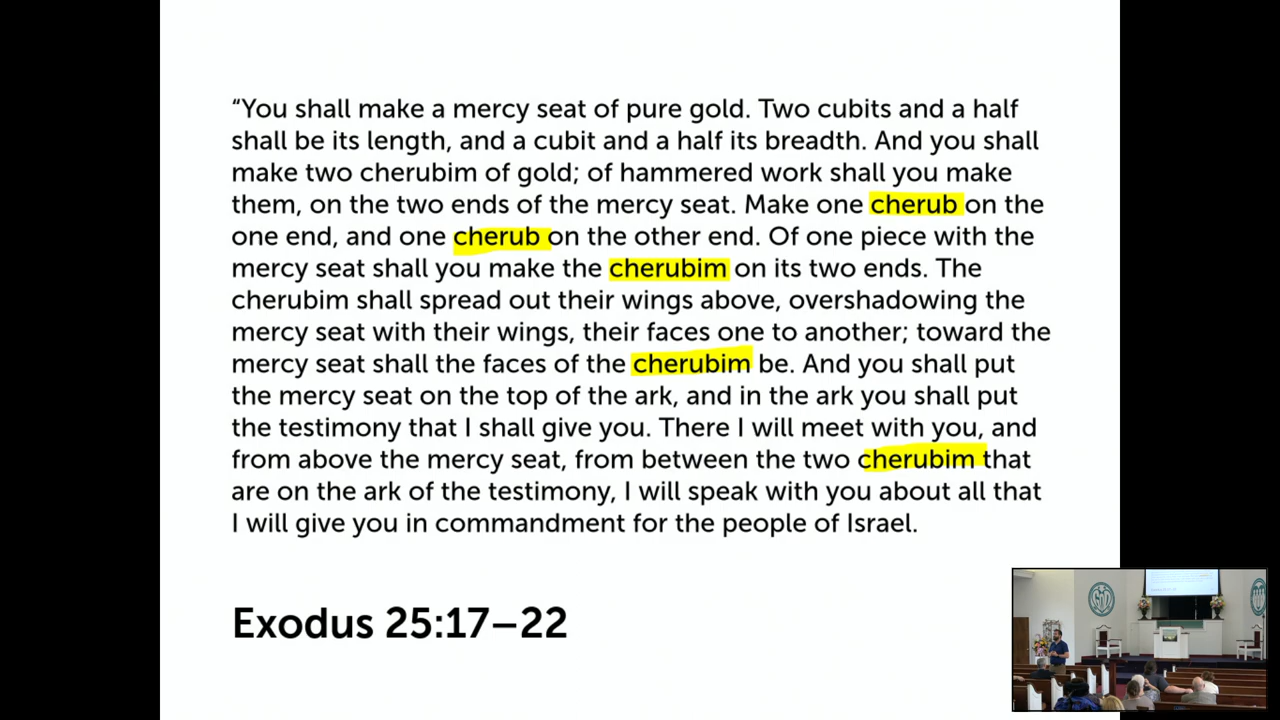 “You shall make a mercy seat of pure gold. Two cubits and a half
shall be its length, and a cubit and a half its breadth. And you shall
make two cherubim of gold; of hammered work shall you make
them, on the two ends of the mercy seat. Make one cherub on the
one end, and one cherub on the other end. Of one piece with the
mercy seat shall you make the cherubim on its two ends. The
cherubim shall spread out their wings above, overshadowing the
mercy seat with their wings, their faces one to another; toward the
mercy seat shall the faces of the cherubim be. And you shall put
the mercy seat on the top of the ark, and in the ark you shall put
the testimony that I shall give you. There I will meet with you, and
from above the mercy seat, from between the two cherubim that
are on the ark of the testimony, I will speak with you about all that
I will give you in commandment for the people of Israel.
Exodus 25:17–22